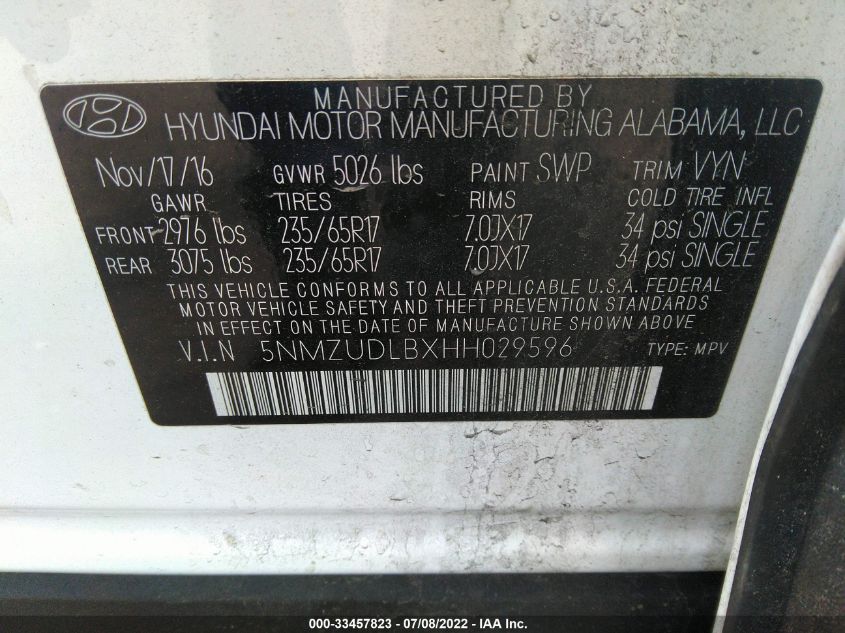 MANUFACTURED BY
HYUNDAI MOTOR MANUFACTURING ALABAMA, LLC
Nov/17/16 GVWR 5026 lbs PAINT SWP TRIM VYN
GAWR TIRES RIMS COLD TIRE INFL
FRONT 2976 lbs 235/65R17 7.0JX17 34 psi SINGLE
REAR 3075 lbs 235/65R17 7.0JX17 34 psi SINGLE
THIS VEHICLE CONFORMS TO ALL APPLICABLE U.S.A. FEDERAL
MOTOR VEHICLE SAFETY AND THEFT PREVENTION STANDARDS
IN EFFECT ON THE DATE OF MANUFACTURE SHOWN ABOVE
V.I.N 5NMZUDLBXHH029596 TYPE: MPV
000-33457823 - 07/08/2022 - IAA Inc.